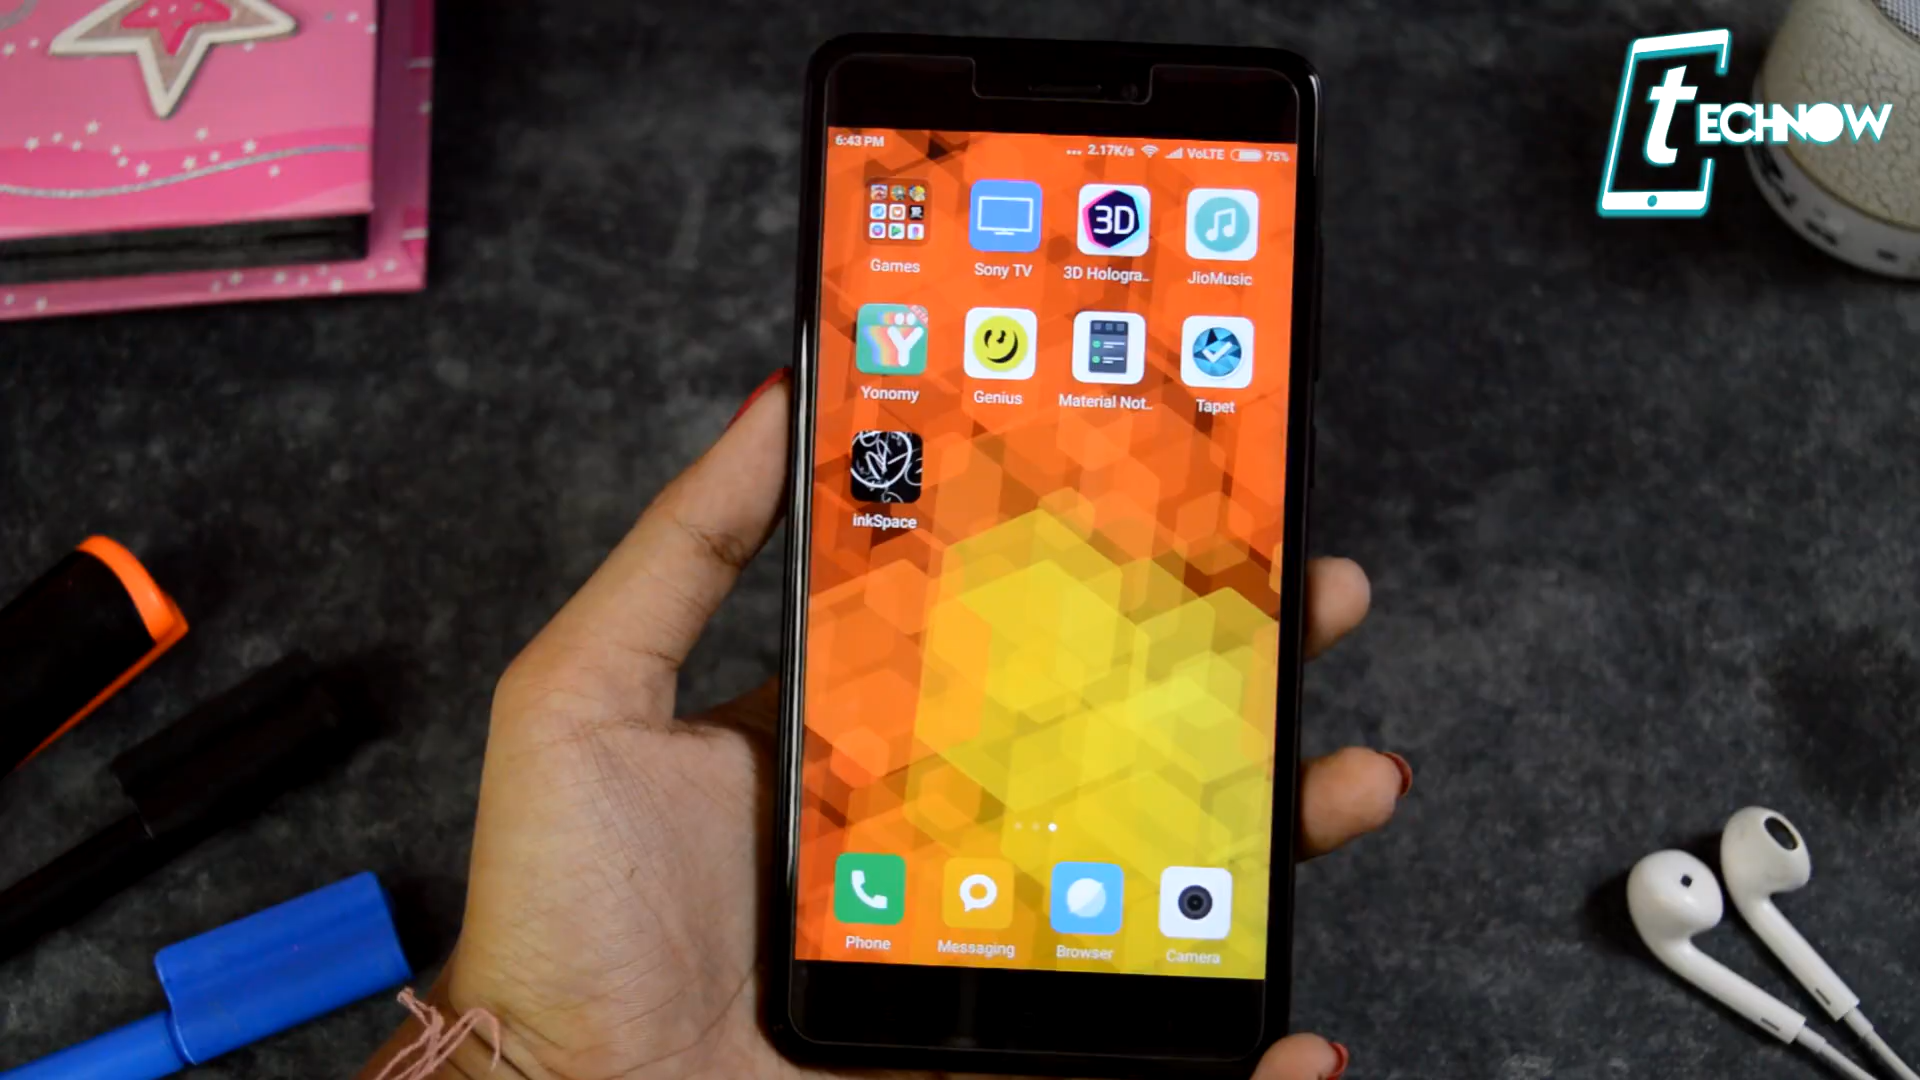 tECHNOW
6:43 PM
... 2.17K/s VoLTE 75%
3D
Games
Sony TV
3D Hologra...
JioMusic
BETA
Yonomy
Genius
Material Not...
Tapet
inkSpace
Phone
Messaging
Browser
Camera